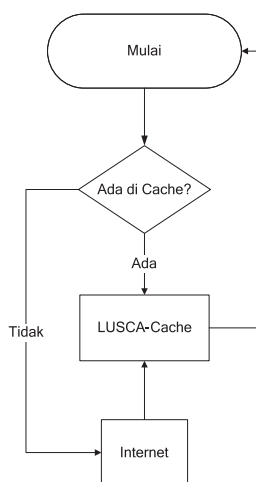 Mulai
Ada di Cache?
Ada
LUSCA-Cache
Tidak
Internet